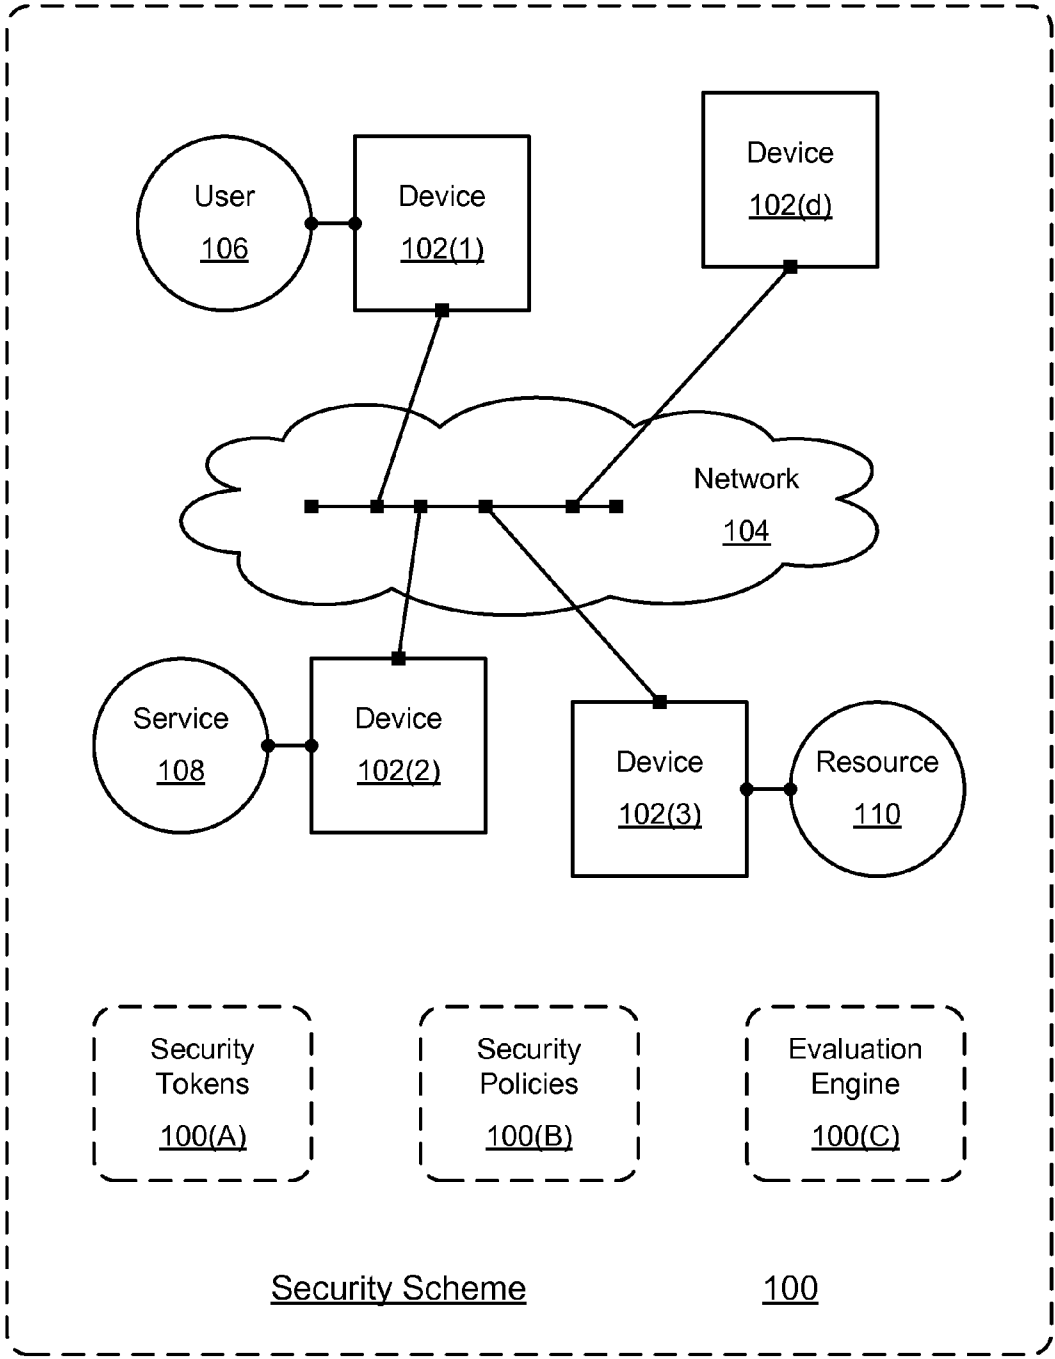 Device
102(d)
User
106
Device
102(1)
Network
104
Service
108
Device
102(2)
Device
102(3)
Resource
110
Security
Tokens
100(A)
Security
Policies
100(B)
Evaluation
Engine
100(C)
Security Scheme 100